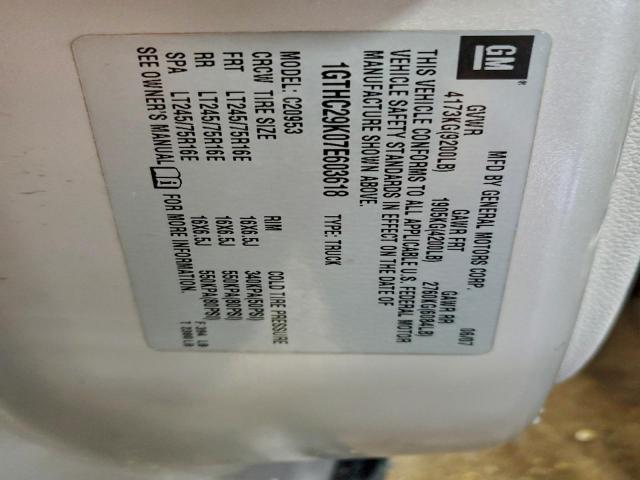 GM
MFD BY GENERAL MOTORS CORP. 06/07
GVWR GAWR FRT GAWR RR
4173KG(9200LB) 1905KG(4200LB) 2760KG(6084LB)
THIS VEHICLE CONFORMS TO ALL APPLICABLE U.S. FEDERAL MOTOR
VEHICLE SAFETY STANDARDS IN EFFECT ON THE DATE OF
MANUFACTURE SHOWN ABOVE.
1GTHC29K07E603618 TYPE: TRUCK
MODEL: C20953
CRCW TIRE SIZE RIM COLD TIRE PRESSURE
FRT LT245/75R16E 16X6.5J 340KPA(50PSI)
RR LT245/75R16E 16X6.5J 550KPA(80PSI)
SPA LT245/75R16E 16X6.5J 550KPA(80PSI)
SEE OWNER'S MANUAL FOR MORE INFORMATION.